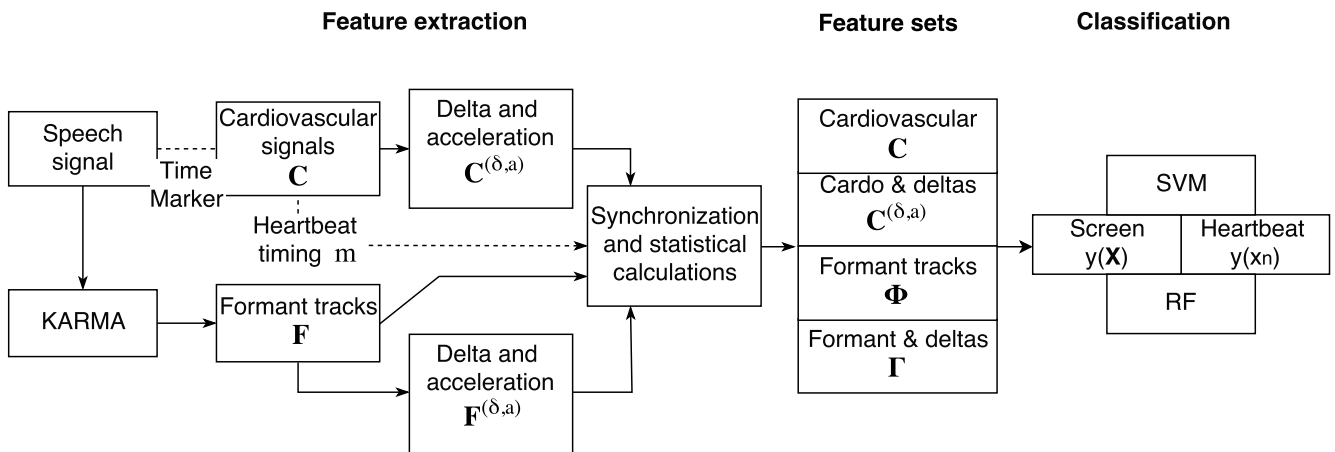 Feature extraction
Feature sets
Classification
Speech
signal
Time
Marker
Cardiovascular
signals
C
Delta and
acceleration
C(δ,a)
Heartbeat
timing m
KARMA
Formant tracks
F
Delta and
acceleration
F(δ,a)
Synchronization
and statistical
calculations
Cardiovascular
C
Cardo & deltas
C(δ,a)
Formant tracks
Φ
Formant & deltas
Γ
SVM
Screen
y(X)
Heartbeat
y(xn)
RF